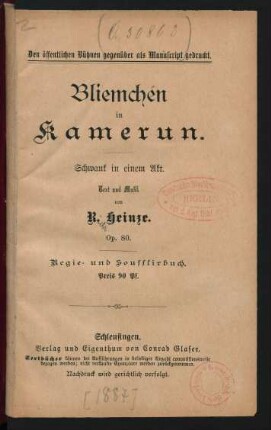 Den öffentlichen Bühnen gegenüber als Manuscript gedruckt.
Bliemchen
in
Kamerun.
Schwank in einem Akt.
Text und Musik
von
R. Heinze.
Op. 80.
Regie- und Soufflirbuch.
Preis 90 Pf.
Schleusingen.
Verlag und Eigenthum von Conrad Glaser.
Nachdruck wird gerichtlich verfolgt.
[1887]